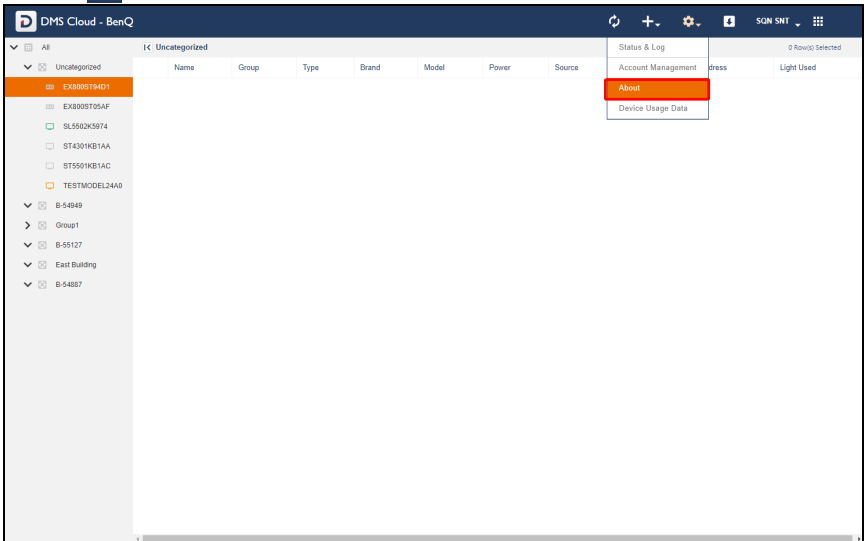 DMS Cloud - BenQ
SQN SNT
All
Uncategorized
EX800ST94D1
EX800ST05AF
SL5502K5974
ST4301KB1AA
ST5501KB1AC
TESTMODEL24A0
B-54949
Group1
B-55127
East Building
B-54887
Uncategorized
0 Row(s) Selected
Name Group Type Brand Model Power Source dress Light Used
Status & Log
Account Management
About
Device Usage Data